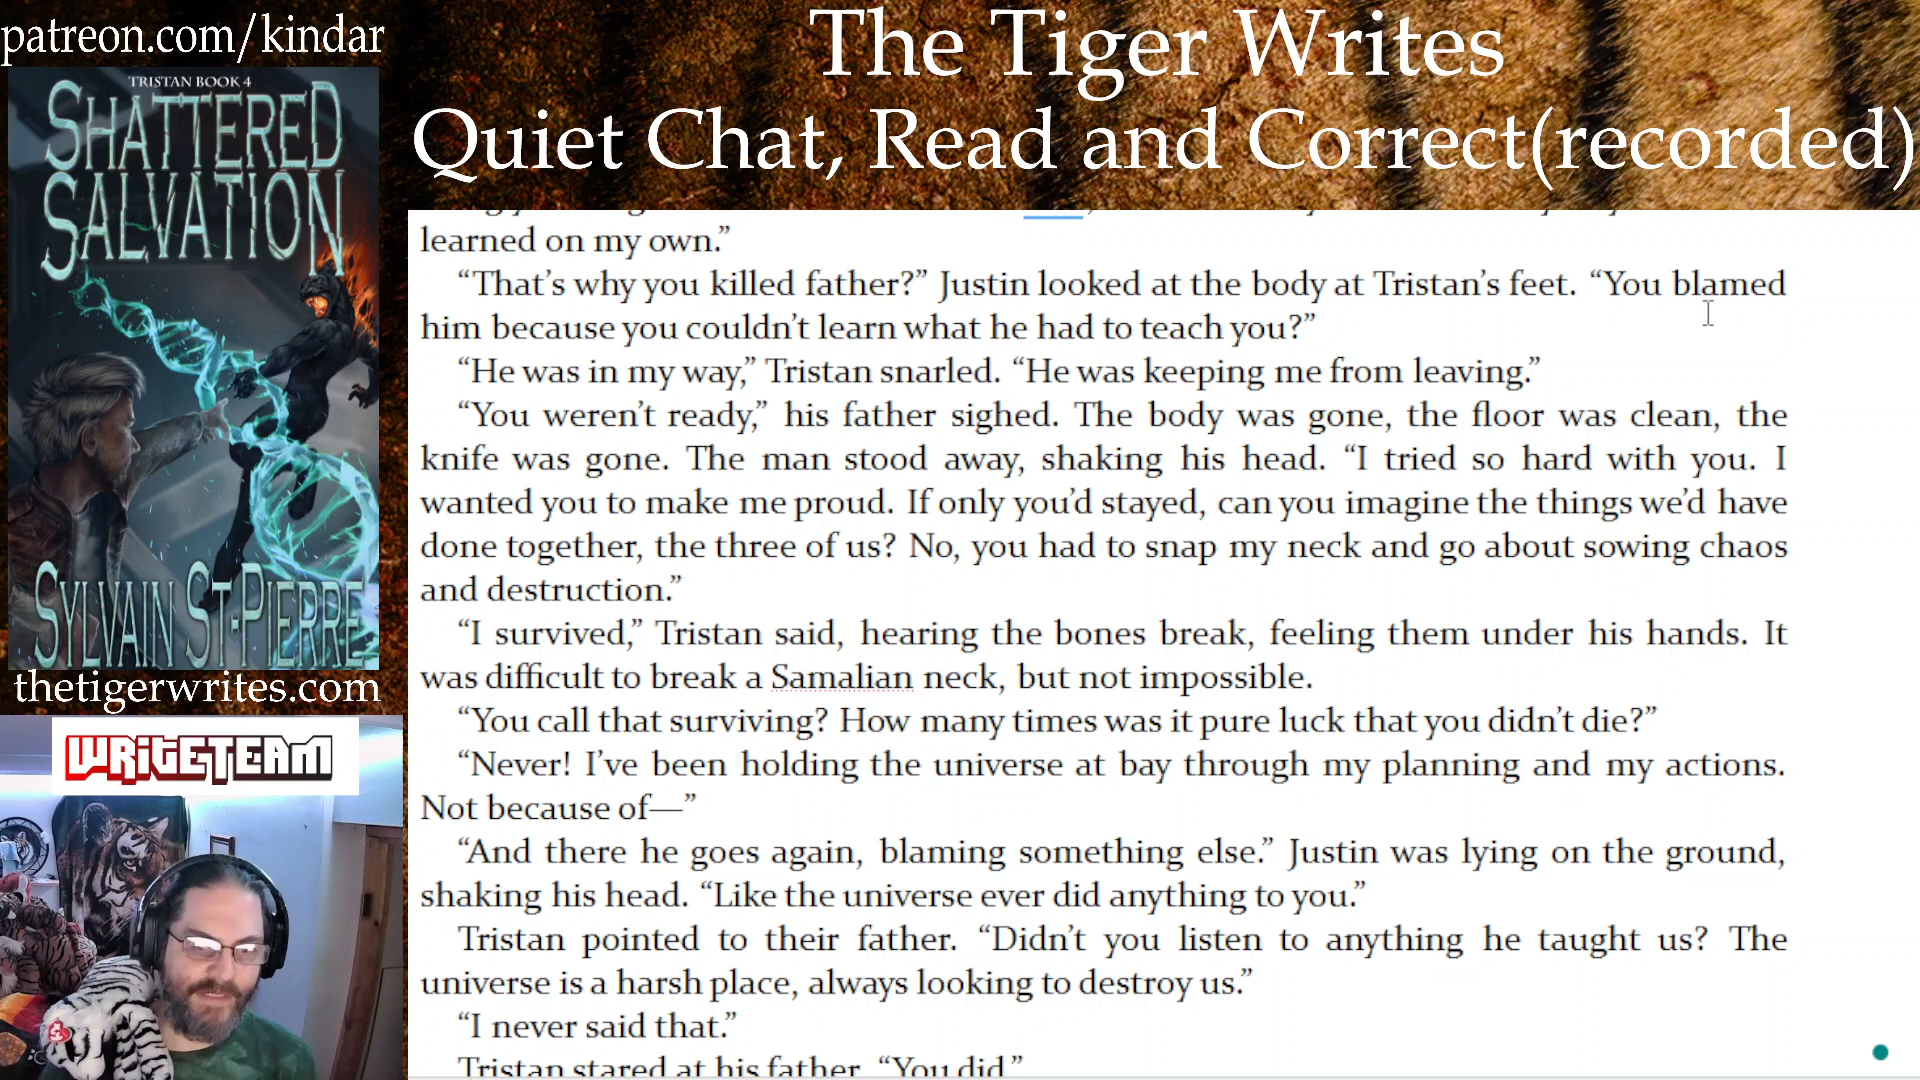 patreon.com/kindar
TRISTAN BOOK 4
SHATTERED
SALVATION
SYLVAIN ST-PIERRE
thetigerwrites.com
WRITETEAM
The Tiger Writes
Quiet Chat, Read and Correct(recorded)
learned on my own.”
“That’s why you killed father?” Justin looked at the body at Tristan’s feet. “You blamed
him because you couldn’t learn what he had to teach you?”
“He was in my way,” Tristan snarled. “He was keeping me from leaving.”
“You weren’t ready,” his father sighed. The body was gone, the floor was clean, the
knife was gone. The man stood away, shaking his head. “I tried so hard with you. I
wanted you to make me proud. If only you’d stayed, can you imagine the things we’d have
done together, the three of us? No, you had to snap my neck and go about sowing chaos
and destruction.”
“I survived,” Tristan said, hearing the bones break, feeling them under his hands. It
was difficult to break a Samalian neck, but not impossible.
“You call that surviving? How many times was it pure luck that you didn’t die?”
“Never! I’ve been holding the universe at bay through my planning and my actions.
Not because of—”
“And there he goes again, blaming something else.” Justin was lying on the ground,
shaking his head. “Like the universe ever did anything to you.”
Tristan pointed to their father. “Didn’t you listen to anything he taught us? The
universe is a harsh place, always looking to destroy us.”
“I never said that.”
Tristan stared at his father. “You did.”